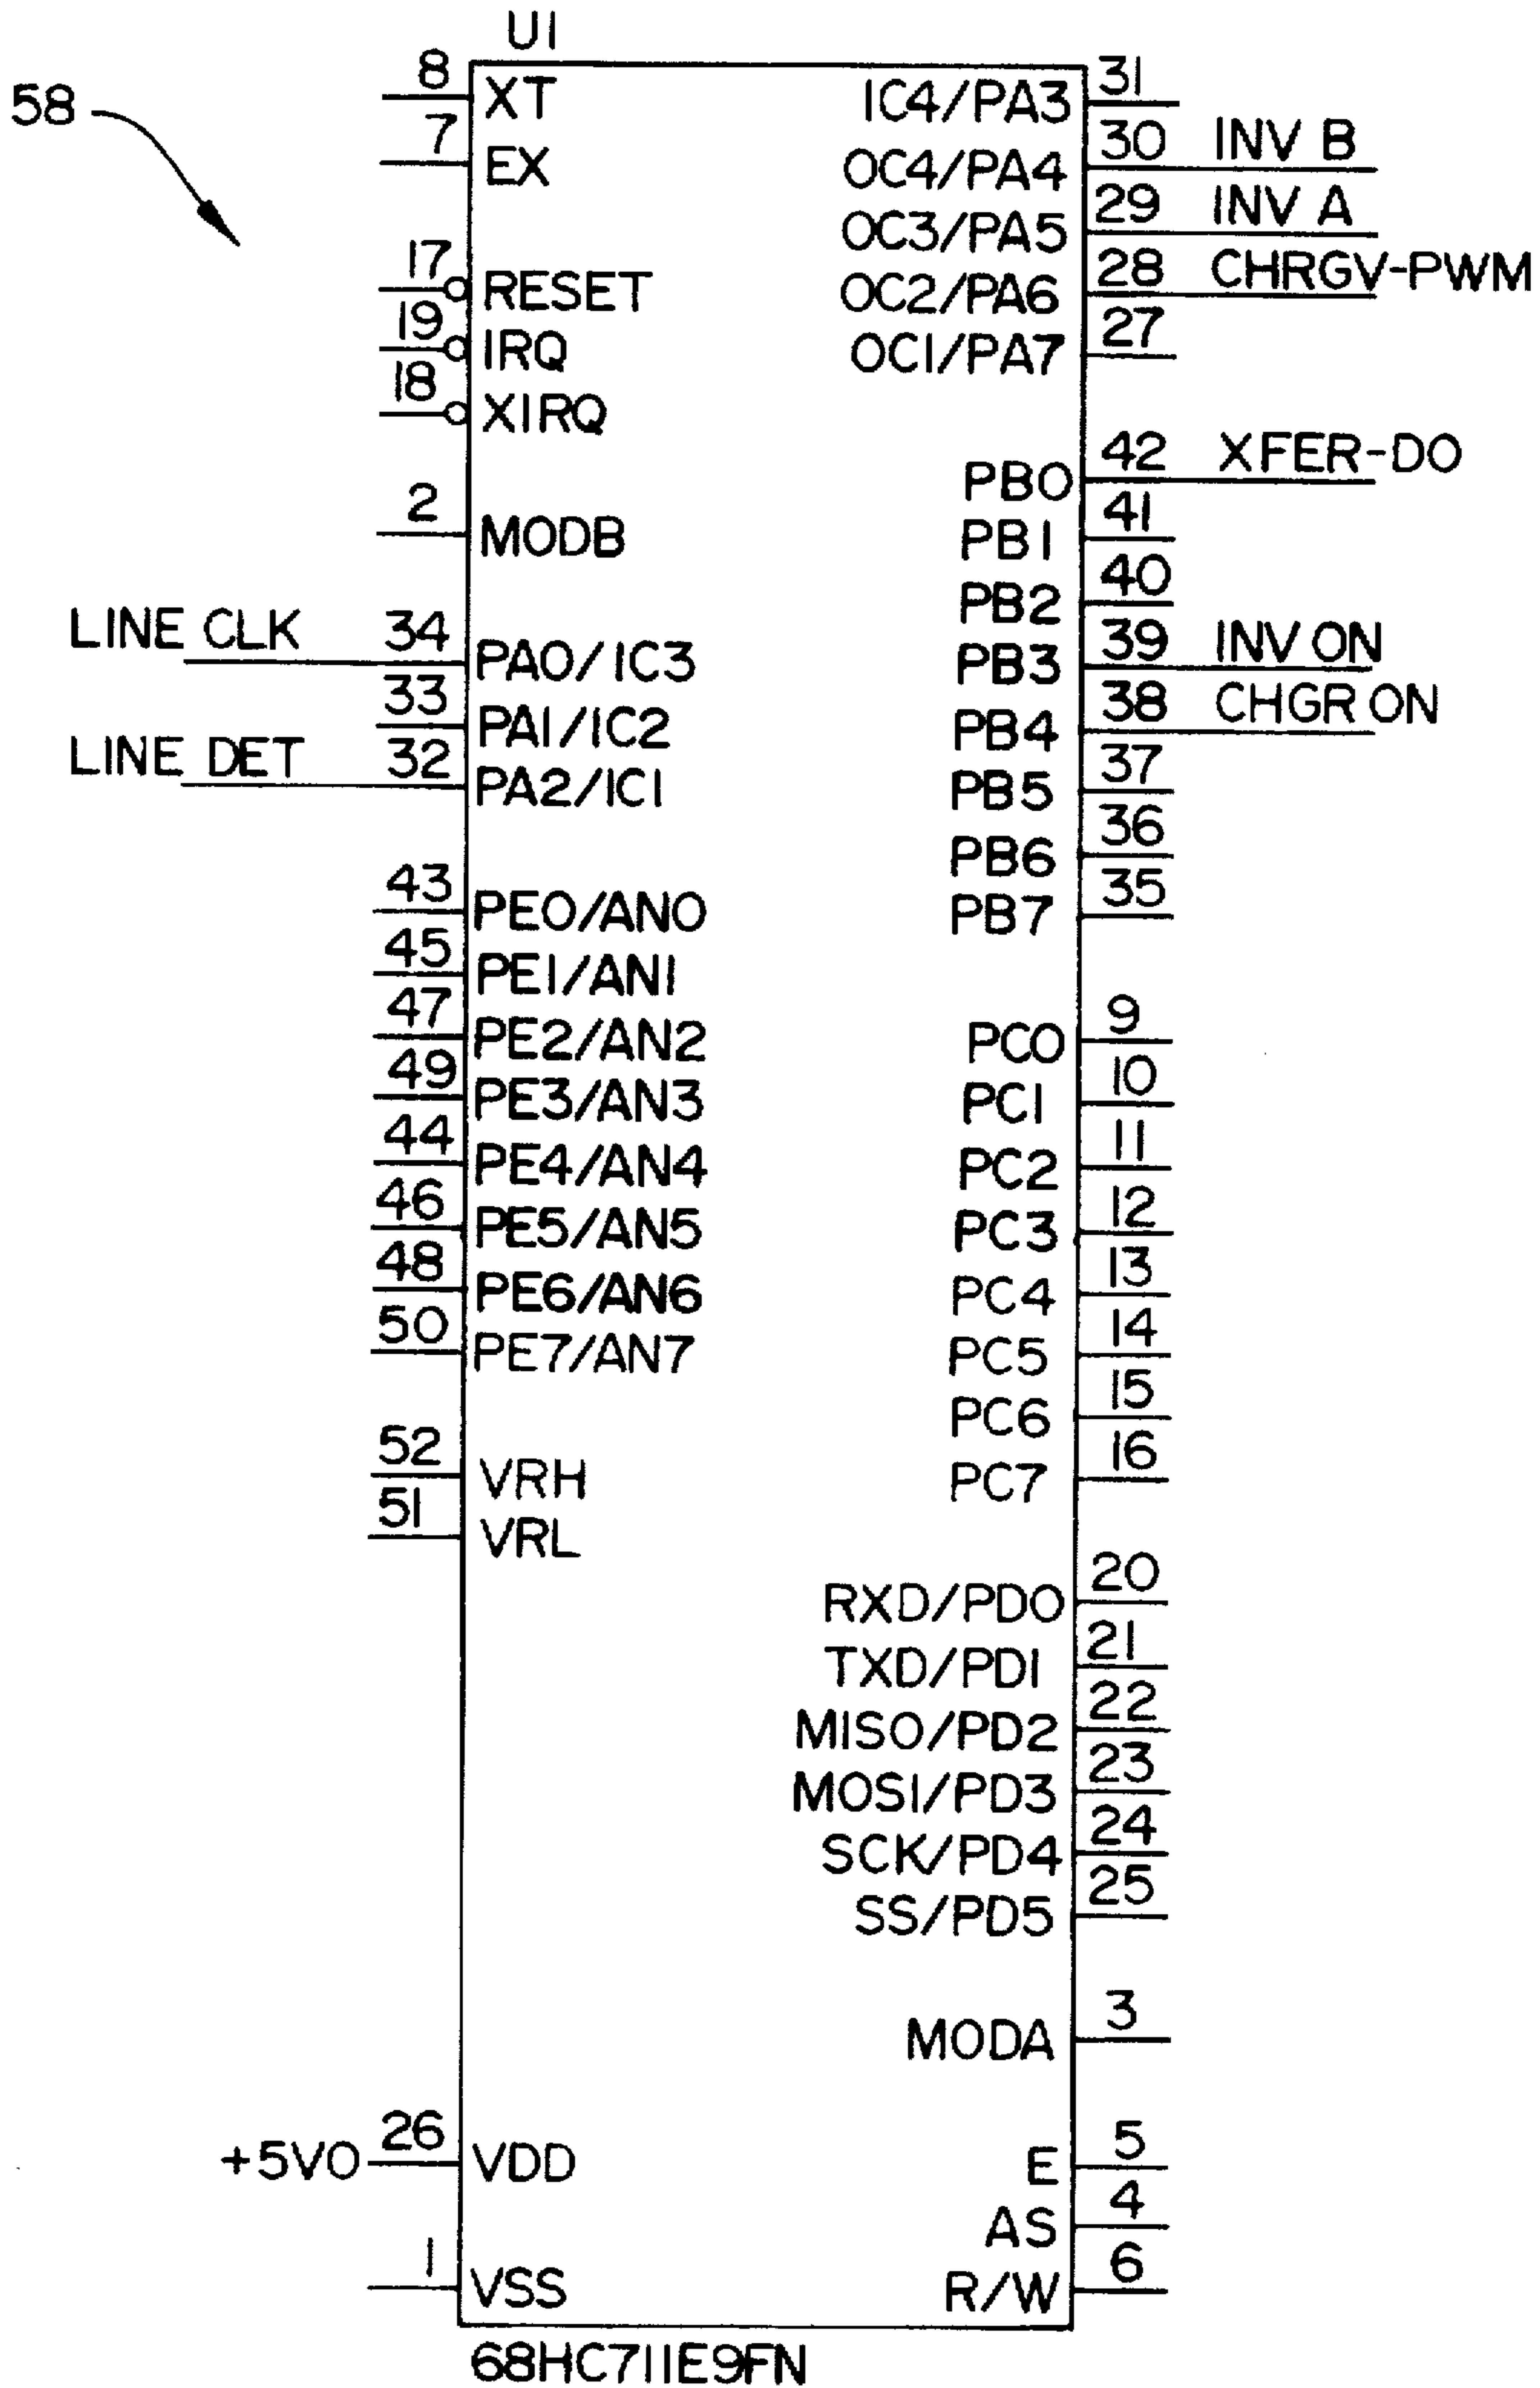 U1
58
8 XT
7 EX
17 RESET
19 IRQ
18 XIRQ
2 MODB
LINE CLK 34 PA0/IC3
33 PA1/IC2
LINE DET 32 PA2/IC1
43 PE0/AN0
45 PE1/AN1
47 PE2/AN2
49 PE3/AN3
44 PE4/AN4
46 PE5/AN5
48 PE6/AN6
50 PE7/AN7
52 VRH
51 VRL
+5V0 26 VDD
1 VSS
IC4/PA3 31
OC4/PA4 30 INV B
OC3/PA5 29 INV A
OC2/PA6 28 CHRGV-PWM
OC1/PA7 27
PB0 42 XFER-DO
PB1 41
PB2 40
PB3 39 INV ON
PB4 38 CHGR ON
PB5 37
PB6 36
PB7 35
PC0 9
PC1 10
PC2 11
PC3 12
PC4 13
PC5 14
PC6 15
PC7 16
RXD/PD0 20
TXD/PD1 21
MISO/PD2 22
MOSI/PD3 23
SCK/PD4 24
SS/PD5 25
MODA 3
E 5
AS 4
R/W 6
68HC711E9FN